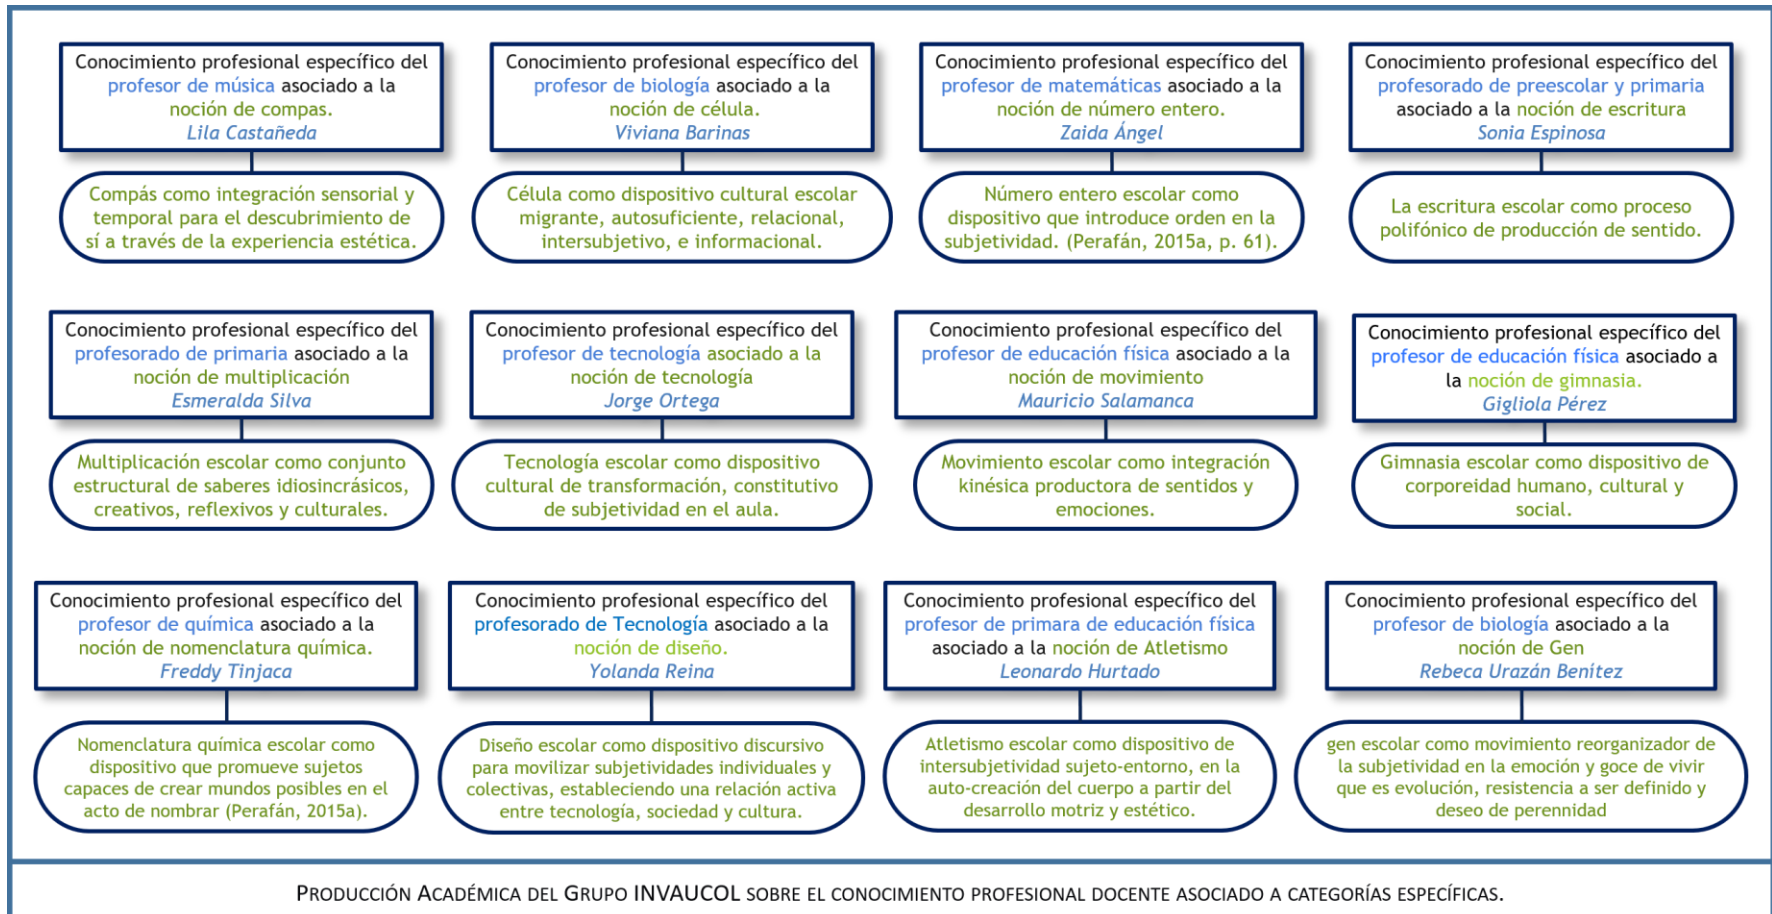 Conocimiento profesional específico del
profesor de música asociado a la
noción de compas.
Lila Castañeda
Compás como integración sensorial y
temporal para el descubrimiento de
sí a través de la experiencia estética.
Conocimiento profesional específico del
profesor de biología asociado a la
noción de célula.
Viviana Barinas
Célula como dispositivo cultural escolar
migrante, autosuficiente, relacional,
intersubjetivo, e informacional.
Conocimiento profesional específico del
profesor de matemáticas asociado a la
noción de número entero.
Zaida Ángel
Número entero escolar como
dispositivo que introduce orden en la
subjetividad. (Perafán, 2015a, p. 61).
Conocimiento profesional específico del
profesorado de preescolar y primaria
asociado a la noción de escritura
Sonia Espinosa
La escritura escolar como proceso
polifónico de producción de sentido.
Conocimiento profesional específico del
profesorado de primaria asociado a la
noción de multiplicación
Esmeralda Silva
Multiplicación escolar como conjunto
estructural de saberes idiosincrásicos,
creativos, reflexivos y culturales.
Conocimiento profesional específico del
profesor de tecnología asociado a la
noción de tecnología
Jorge Ortega
Tecnología escolar como dispositivo
cultural de transformación, constitutivo
de subjetividad en el aula.
Conocimiento profesional específico del
profesor de educación física asociado a la
noción de movimiento
Mauricio Salamanca
Movimiento escolar como integración
kinésica productora de sentidos y
emociones.
Conocimiento profesional específico del
profesor de educación física asociado a
la noción de gimnasia.
Gigliola Pérez
Gimnasia escolar como dispositivo de
corporeidad humano, cultural y
social.
Conocimiento profesional específico del
profesor de química asociado a la
noción de nomenclatura química.
Freddy Tinjaca
Nomenclatura química escolar como
dispositivo que promueve sujetos
capaces de crear mundos posibles en el
acto de nombrar (Perafán, 2015a).
Conocimiento profesional específico del
profesorado de Tecnología asociado a la
noción de diseño.
Yolanda Reina
Diseño escolar como dispositivo discursivo
para movilizar subjetividades individuales y
colectivas, estableciendo una relación activa
entre tecnología, sociedad y cultura.
Conocimiento profesional específico del
profesor de primara de educación física
asociado a la noción de Atletismo
Leonardo Hurtado
Atletismo escolar como dispositivo de
intersubjetividad sujeto-entorno, en la
auto-creación del cuerpo a partir del
desarrollo motriz y estético.
Conocimiento profesional específico del
profesor de biología asociado a la
noción de Gen
Rebeca Urazán Benítez
gen escolar como movimiento reorganizador de
la subjetividad en la emoción y goce de vivir
que es evolución, resistencia a ser definido y
deseo de perennidad
PRODUCCIÓN ACADÉMICA DEL GRUPO INVAUCOL SOBRE EL CONOCIMIENTO PROFESIONAL DOCENTE ASOCIADO A CATEGORÍAS ESPECÍFICAS.